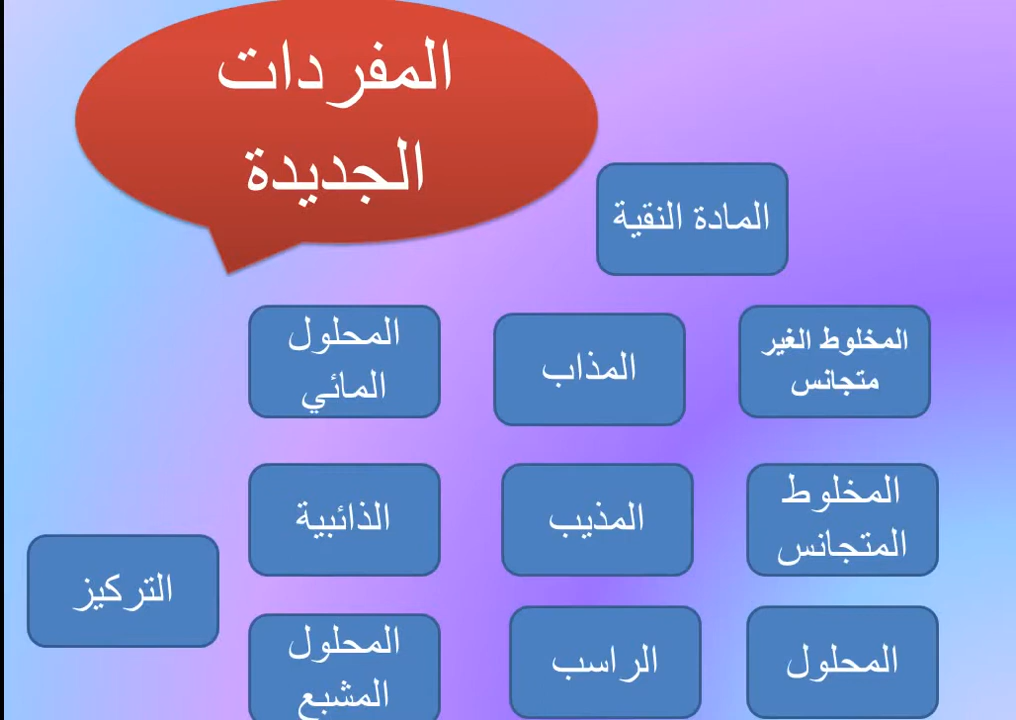 المفردات
الجديدة
المادة النقية
المخلوط الغير
متجانس
المذاب
المحلول
المائي
المخلوط
المتجانس
المذيب
الذائبية
التركيز
المحلول
الراسب
المحلول
المشبع